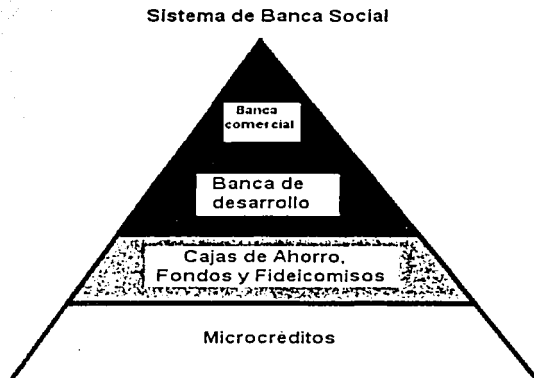 Sistema de Banca Social
Banca
comercial
Banca de
desarrollo
Cajas de Ahorro,
Fondos y Fideicomisos
Microcréditos